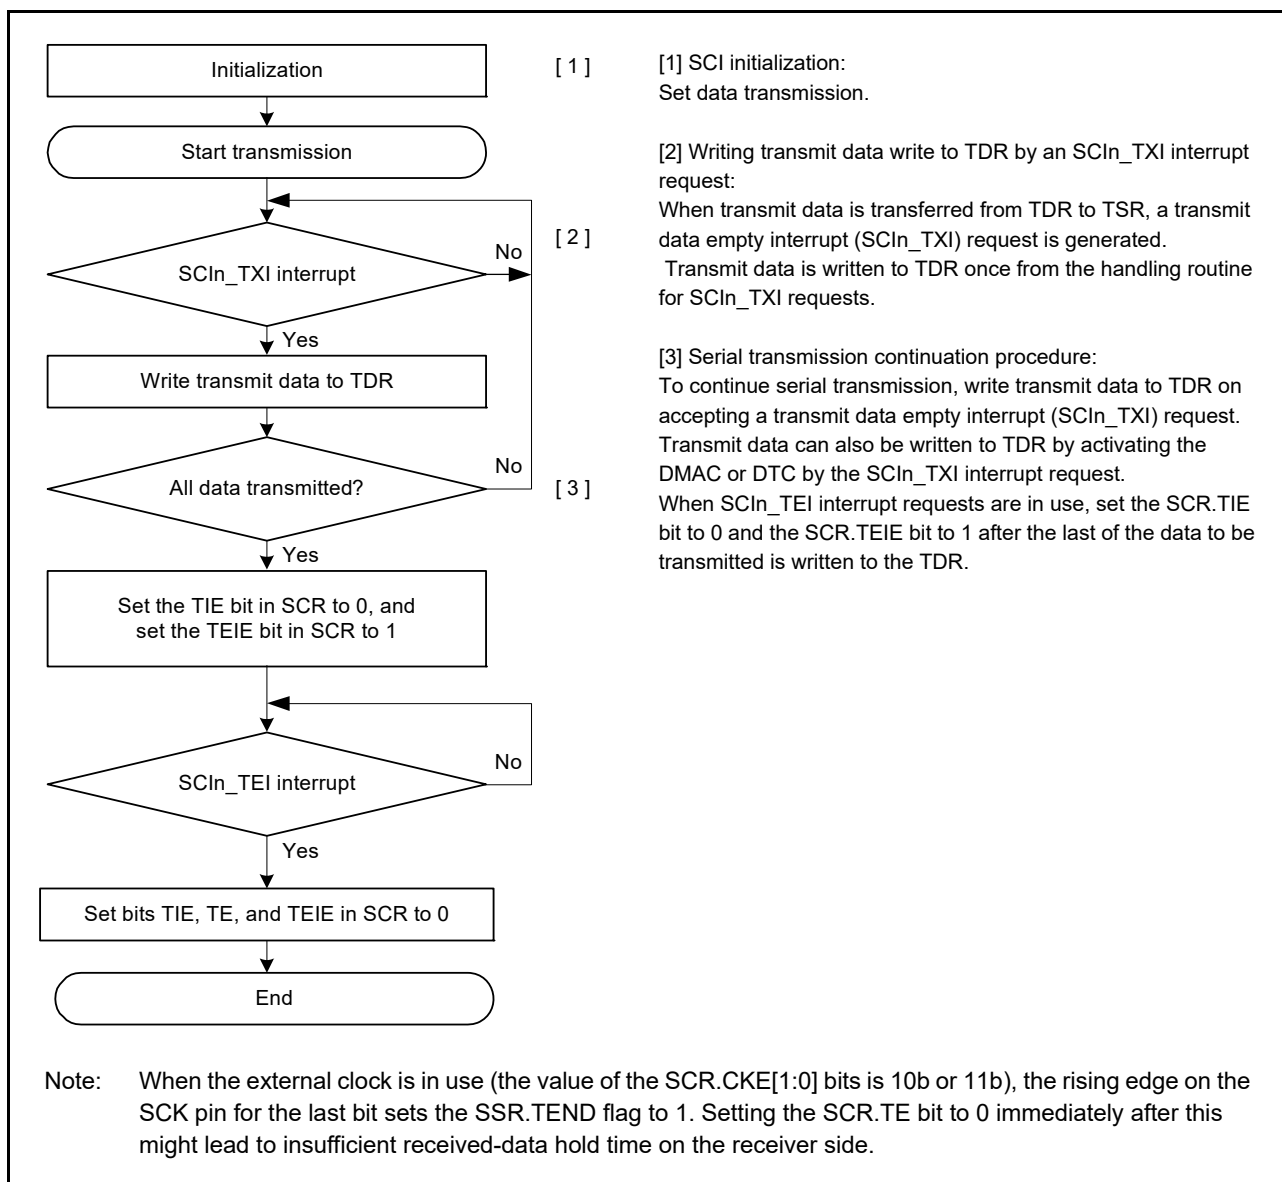 Initialization
[ 1 ]
[1] SCI initialization:
Set data transmission.
Start transmission
[2] Writing transmit data write to TDR by an SCIn_TXI interrupt
request:
When transmit data is transferred from TDR to TSR, a transmit
data empty interrupt (SCIn_TXI) request is generated.
Transmit data is written to TDR once from the handling routine
for SCIn_TXI requests.
[ 2 ]
No
SCIn_TXI interrupt
Yes
Write transmit data to TDR
[3] Serial transmission continuation procedure:
To continue serial transmission, write transmit data to TDR on
accepting a transmit data empty interrupt (SCIn_TXI) request.
Transmit data can also be written to TDR by activating the
DMAC or DTC by the SCIn_TXI interrupt request.
When SCIn_TEI interrupt requests are in use, set the SCR.TIE
bit to 0 and the SCR.TEIE bit to 1 after the last of the data to be
transmitted is written to the TDR.
No
All data transmitted?
[ 3 ]
Yes
Set the TIE bit in SCR to 0, and
set the TEIE bit in SCR to 1
No
SCIn_TEI interrupt
Yes
Set bits TIE, TE, and TEIE in SCR to 0
End
Note: When the external clock is in use (the value of the SCR.CKE[1:0] bits is 10b or 11b), the rising edge on the
SCK pin for the last bit sets the SSR.TEND flag to 1. Setting the SCR.TE bit to 0 immediately after this
might lead to insufficient received-data hold time on the receiver side.